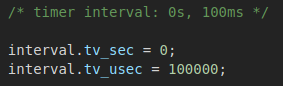 /* timer interval: 0s, 100ms */
interval.tv_sec = 0;
interval.tv_usec = 100000;